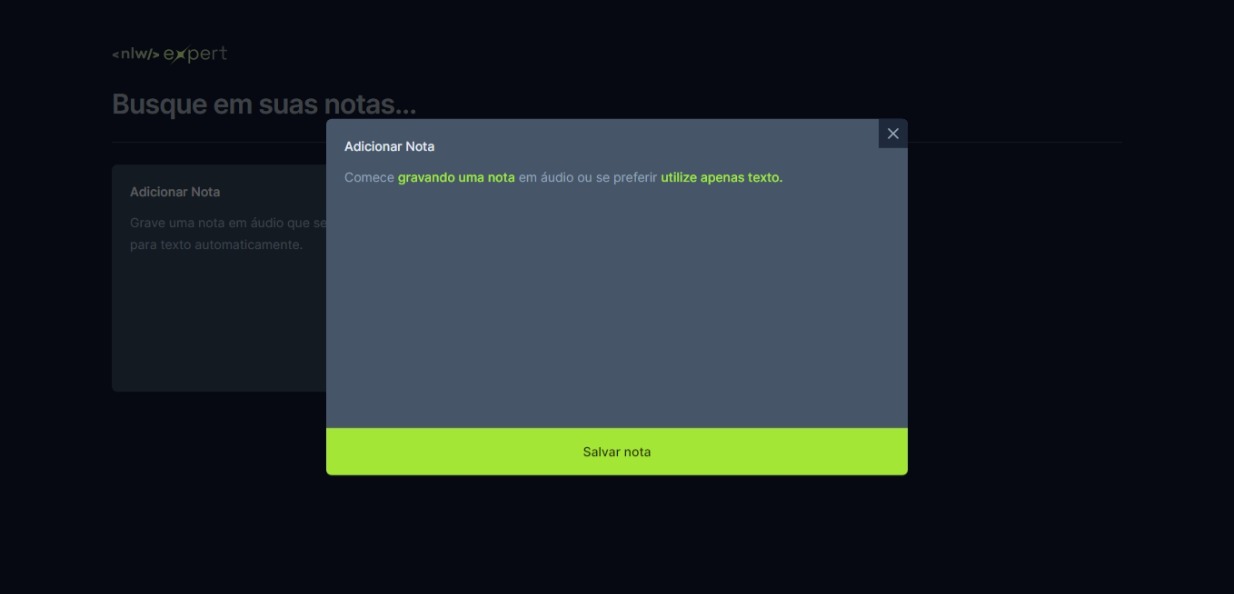 <nlw/> expert
Busque em suas notas...
Adicionar Nota
Grave uma nota em áudio que se
para texto automaticamente.
Adicionar Nota
Comece gravando uma nota em áudio ou se preferir utilize apenas texto.
Salvar nota